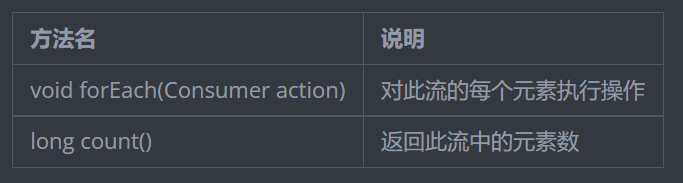 方法名 说明
void forEach(Consumer action) 对此流的每个元素执行操作
long count() 返回此流中的元素数